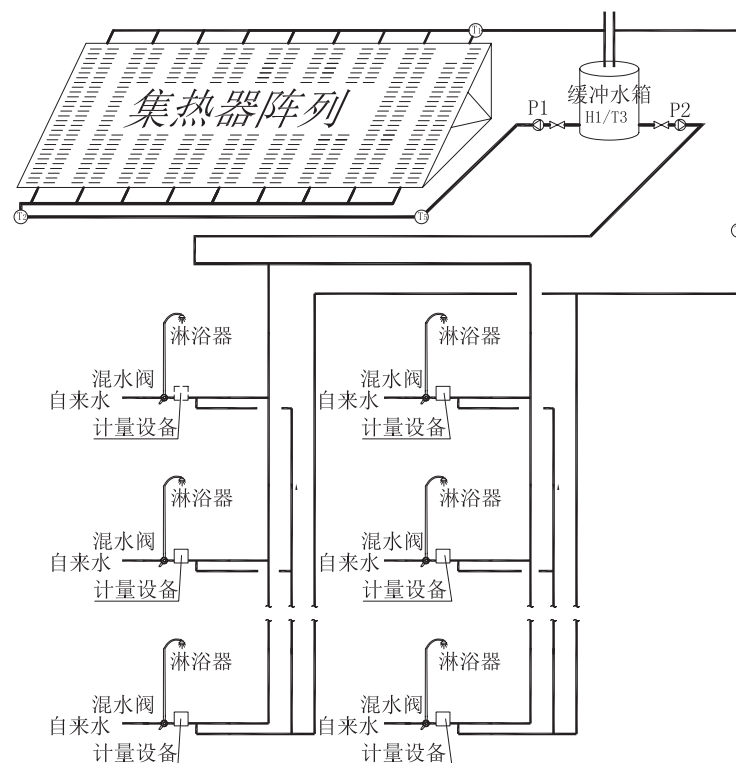 T1
集热器阵列
缓冲水箱
H1/T3
P1
P2
T2
T5
淋浴器
淋浴器
混水阀
自来水
计量设备
混水阀
自来水
计量设备
淋浴器
淋浴器
混水阀
自来水
计量设备
混水阀
自来水
计量设备
淋浴器
淋浴器
混水阀
自来水
计量设备
混水阀
自来水
计量设备